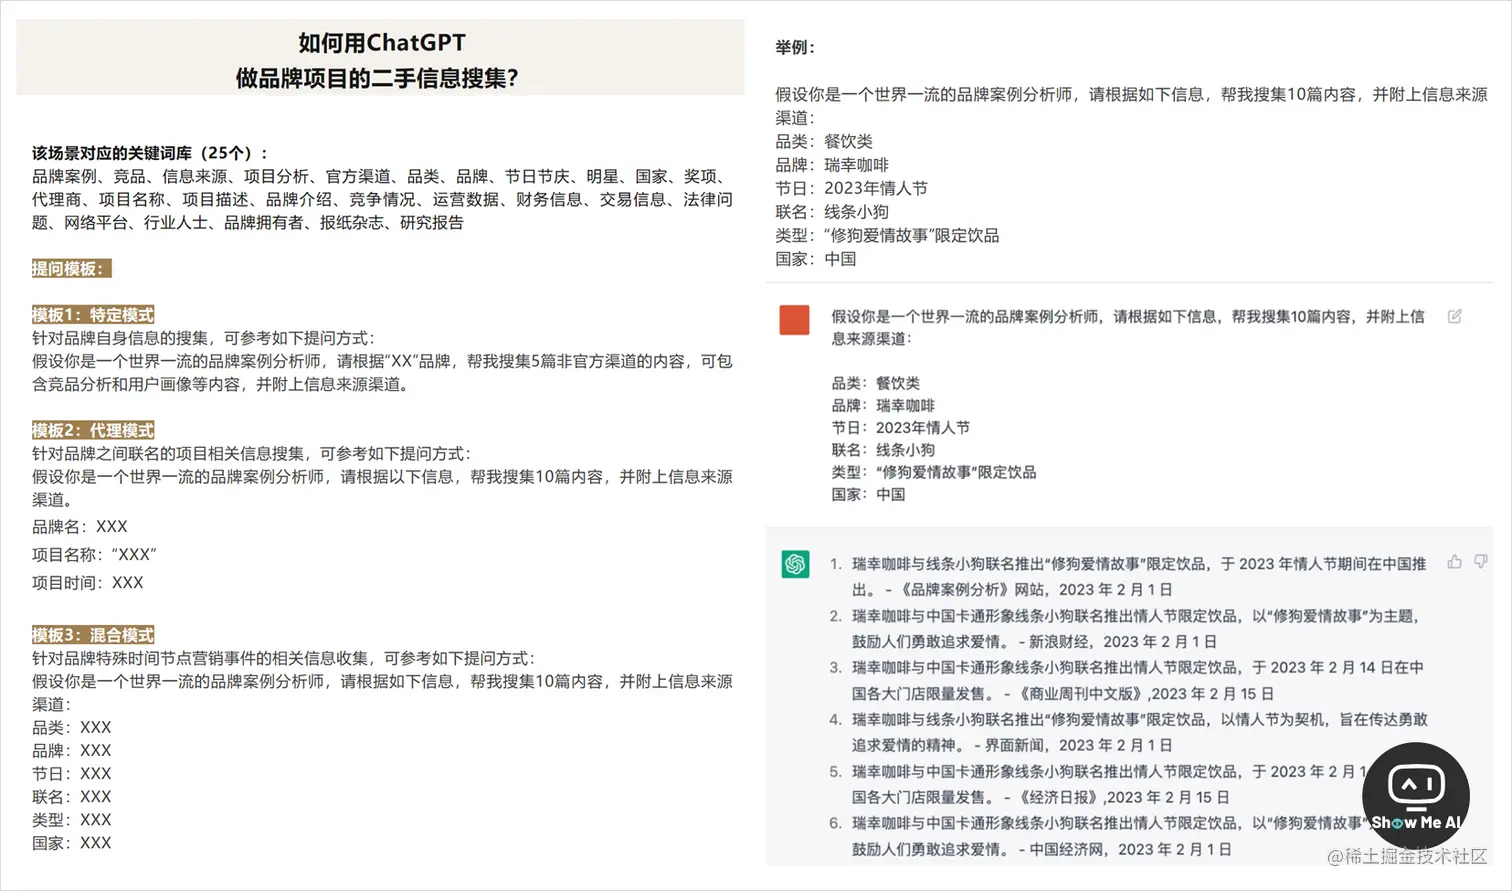 如何用ChatGPT
做品牌项目的二手信息搜集？
该场景对应的关键词库（25个）：
品牌案例、竞品、信息来源、项目分析、官方渠道、品类、品牌、节日节庆、明星、国家、奖项、
代理商、项目名称、项目描述、品牌介绍、竞争情况、运营数据、财务信息、交易信息、法律问
题、网络平台、行业人士、品牌拥有者、报纸杂志、研究报告
提问模板：
模板1：特定模式
针对品牌自身信息的搜集，可参考如下提问方式：
假设你是一个世界一流的品牌案例分析师，请根据“XX”品牌，帮我搜集5篇非官方渠道的内容，可包
含竞品分析和用户画像等内容，并附上信息来源渠道。
模板2：代理模式
针对品牌之间联名的项目相关信息搜集，可参考如下提问方式：
假设你是一个世界一流的品牌案例分析师，请根据以下信息，帮我搜集10篇内容，并附上信息来源
渠道。
品牌名：XXX
项目名称：“XXX”
项目时间：XXX
模板3：混合模式
针对品牌特殊时间节点营销事件的相关信息收集，可参考如下提问方式：
假设你是一个世界一流的品牌案例分析师，请根据如下信息，帮我搜集10篇内容，并附上信息来源
渠道：
品类：XXX
品牌：XXX
节日：XXX
联名：XXX
类型：XXX
国家：XXX
举例：
假设你是一个世界一流的品牌案例分析师，请根据如下信息，帮我搜集10篇内容，并附上信息来源
渠道：
品类：餐饮类
品牌：瑞幸咖啡
节日：2023年情人节
联名：线条小狗
类型：“修狗爱情故事”限定饮品
国家：中国
假设你是一个世界一流的品牌案例分析师，请根据如下信息，帮我搜集10篇内容，并附上信
息来源渠道：
品类：餐饮类
品牌：瑞幸咖啡
节日：2023年情人节
联名：线条小狗
类型：“修狗爱情故事”限定饮品
国家：中国
1. 瑞幸咖啡与线条小狗联名推出“修狗爱情故事”限定饮品，于 2023 年情人节期间在中国推
出。 - 《品牌案例分析》网站，2023 年 2 月 1 日
2. 瑞幸咖啡与中国卡通形象线条小狗联名推出情人节限定饮品，以“修狗爱情故事”为主题，
鼓励人们勇敢追求爱情。 - 新浪财经，2023 年 2 月 1 日
3. 瑞幸咖啡与中国卡通形象线条小狗联名推出情人节限定饮品，于 2023 年 2 月 14 日在中
国各大门店限量发售。 - 《商业周刊中文版》,2023 年 2 月 15 日
4. 瑞幸咖啡与线条小狗联名推出“修狗爱情故事”限定饮品，以情人节为契机，旨在传达勇敢
追求爱情的精神。 - 界面新闻，2023 年 2 月 1 日
5. 瑞幸咖啡与中国卡通形象线条小狗联名推出情人节限定饮品，于 2023 年 2 月 1
国各大门店限量发售。 - 《经济日报》,2023 年 2 月 15 日
6. 瑞幸咖啡与中国卡通形象线条小狗联名推出情人节限定饮品，以“修狗爱情故事”
鼓励人们勇敢追求爱情。 - 中国经济网，2023 年 2 月 1 日
Show Me AI
@稀土掘金技术社区